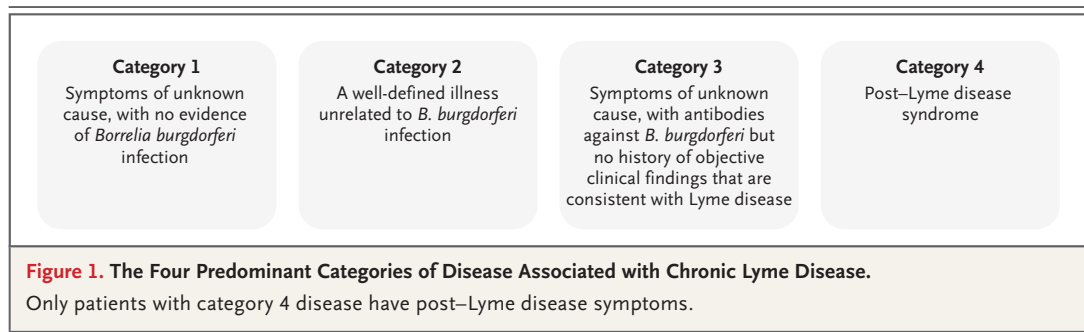 Category 1
Symptoms of unknown
cause, with no evidence
of Borrelia burgdorferi
infection
Category 2
A well-defined illness
unrelated to B. burgdorferi
infection
Category 3
Symptoms of unknown
cause, with antibodies
against B. burgdorferi but
no history of objective
clinical findings that are
consistent with Lyme disease
Category 4
Post–Lyme disease
syndrome
Figure 1. The Four Predominant Categories of Disease Associated with Chronic Lyme Disease.
Only patients with category 4 disease have post–Lyme disease symptoms.